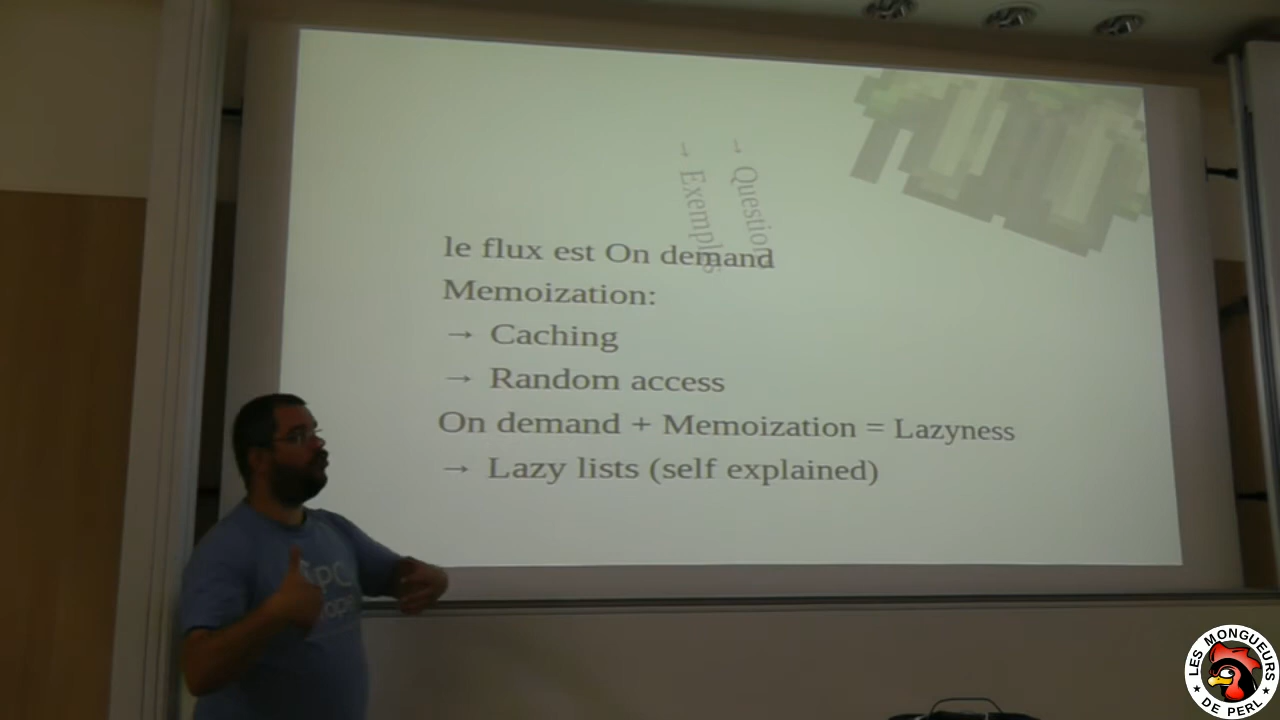 → Exemples
→ Question
le flux est On demand
Memoization:
→ Caching
→ Random access
On demand + Memoization = Lazyness
→ Lazy lists (self explained)
LES MONGUEURS
★ DE PERL ★